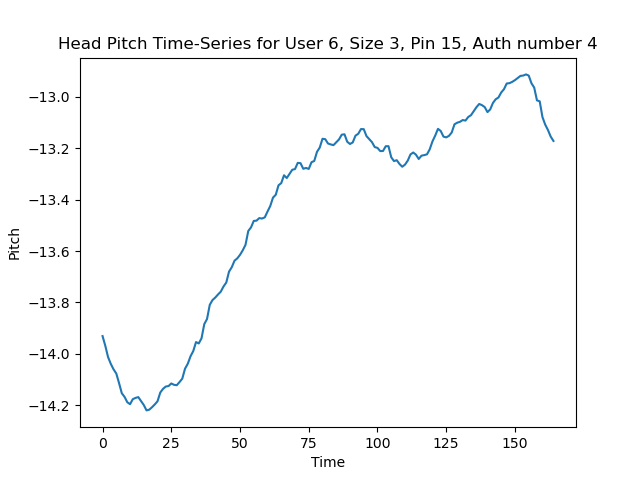 Head Pitch Time-Series for User 6, Size 3, Pin 15, Auth number 4
−13.0
−13.2
−13.4
−13.6
−13.8
−14.0
−14.2
Pitch
0 25 50 75 100 125 150
Time